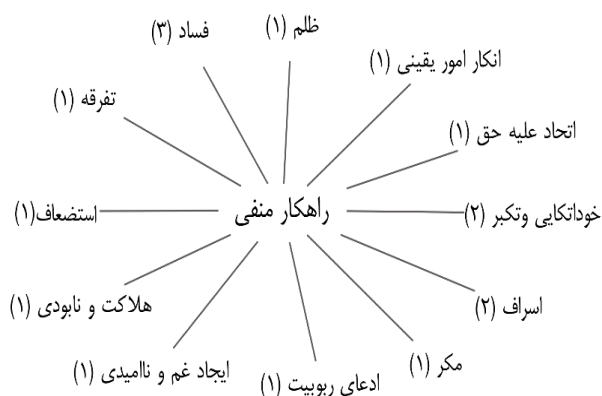 ظلم (۱)
فساد (۳)
انکار امور یقینی (۱)
تفرقه (۱)
اتحاد علیه حق (۱)
راهکار منفی
خوداتکایی وتکبر (۲)
استضعاف(۱)
اسراف (۲)
هلاکت و نابودی (۱)
مکر (۱)
ایجاد غم و ناامیدی (۱)
ادعای ربوبیت (۱)